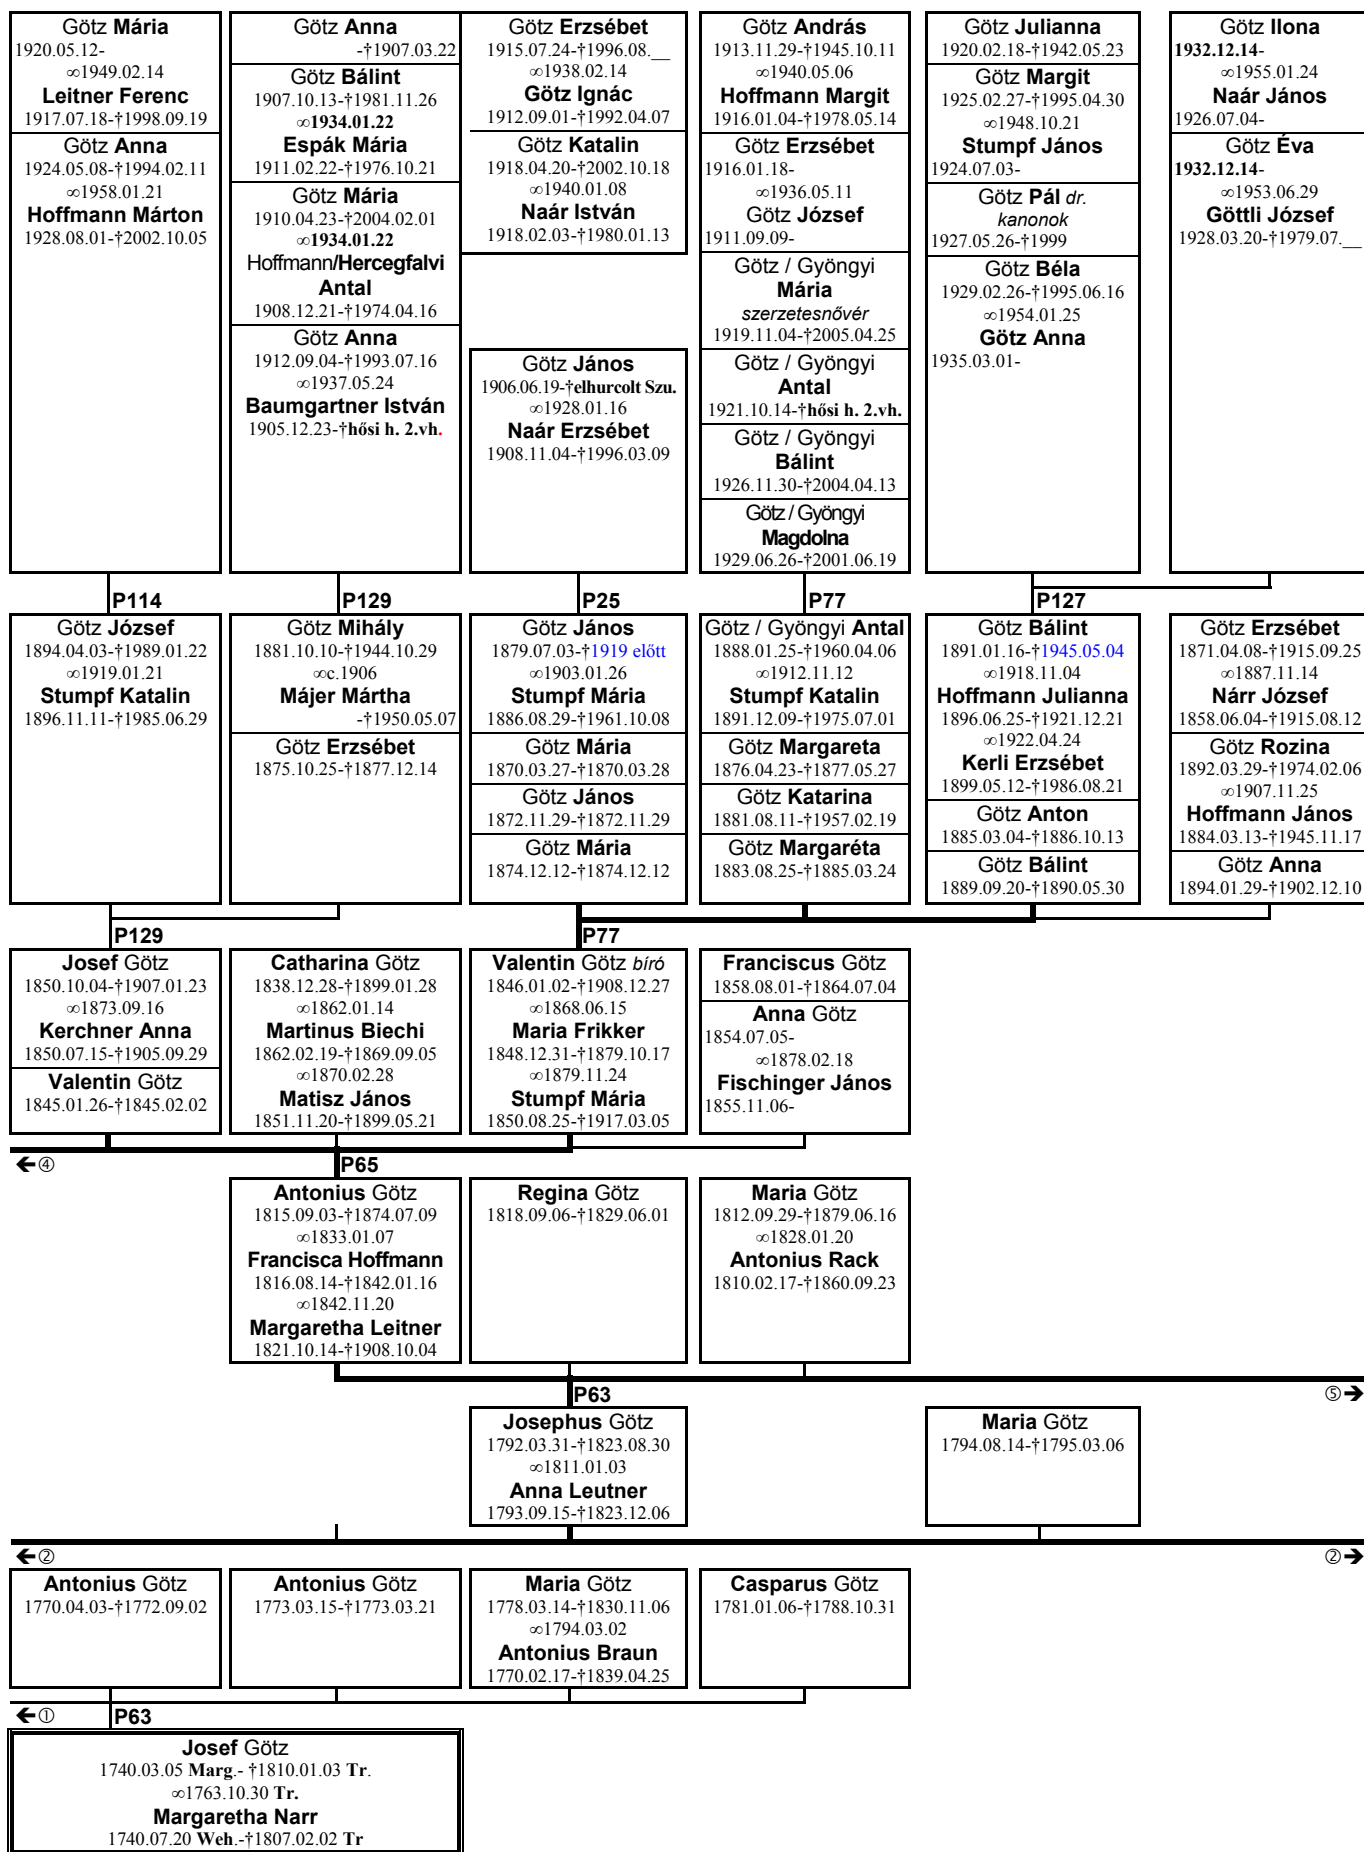 Götz Mária
1920.05.12-
∞1949.02.14
Leitner Ferenc
1917.07.18-†1998.09.19
Götz Anna
1924.05.08-†1994.02.11
∞1958.01.21
Hoffmann Márton
1928.08.01-†2002.10.05
Götz Anna
-†1907.03.22
Götz Bálint
1907.10.13-†1981.11.26
∞1934.01.22
Espák Mária
1911.02.22-†1976.10.21
Götz Mária
1910.04.23-†2004.02.01
∞1934.01.22
Hoffmann/Hercegfalvi
Antal
1908.12.21-†1974.04.16
Götz Anna
1912.09.04-†1993.07.16
∞1937.05.24
Baumgartner István
1905.12.23-†hősi h. 2.vh.
Götz Erzsébet
1915.07.24-†1996.08.__
∞1938.02.14
Götz Ignác
1912.09.01-†1992.04.07
Götz Katalin
1918.04.20-†2002.10.18
∞1940.01.08
Naár István
1918.02.03-†1980.01.13
Götz János
1906.06.19-†elhurcolt Szu.
∞1928.01.16
Naár Erzsébet
1908.11.04-†1996.03.09
Götz András
1913.11.29-†1945.10.11
∞1940.05.06
Hoffmann Margit
1916.01.04-†1978.05.14
Götz Erzsébet
1916.01.18-
∞1936.05.11
Götz József
1911.09.09-
Götz / Gyöngyi
Mária
szerzetesnővér
1919.11.04-†2005.04.25
Götz / Gyöngyi
Antal
1921.10.14-†hősi h. 2.vh.
Götz / Gyöngyi
Bálint
1926.11.30-†2004.04.13
Götz / Gyöngyi
Magdolna
1929.06.26-†2001.06.19
Götz Julianna
1920.02.18-†1942.05.23
Götz Margit
1925.02.27-†1995.04.30
∞1948.10.21
Stumpf János
1924.07.03-
Götz Pál dr.
kanonok
1927.05.26-†1999
Götz Béla
1929.02.26-†1995.06.16
∞1954.01.25
Götz Anna
1935.03.01-
Götz Ilona
1932.12.14-
∞1955.01.24
Naár János
1926.07.04-
Götz Éva
1932.12.14-
∞1953.06.29
Göttli József
1928.03.20-†1979.07.__
P114
P129
P25
P77
P127
Götz József
1894.04.03-†1989.01.22
∞1919.01.21
Stumpf Katalin
1896.11.11-†1985.06.29
Götz Mihály
1881.10.10-†1944.10.29
∞c.1906
Májer Mártha
-†1950.05.07
Götz Erzsébet
1875.10.25-†1877.12.14
Götz János
1879.07.03-†1919 előtt
∞1903.01.26
Stumpf Mária
1886.08.29-†1961.10.08
Götz Mária
1870.03.27-†1870.03.28
Götz János
1872.11.29-†1872.11.29
Götz Mária
1874.12.12-†1874.12.12
Götz / Gyöngyi Antal
1888.01.25-†1960.04.06
∞1912.11.12
Stumpf Katalin
1891.12.09-†1975.07.01
Götz Margareta
1876.04.23-†1877.05.27
Götz Katarina
1881.08.11-†1957.02.19
Götz Margaréta
1883.08.25-†1885.03.24
Götz Bálint
1891.01.16-†1945.05.04
∞1918.11.04
Hoffmann Julianna
1896.06.25-†1921.12.21
∞1922.04.24
Kerli Erzsébet
1899.05.12-†1986.08.21
Götz Anton
1885.03.04-†1886.10.13
Götz Bálint
1889.09.20-†1890.05.30
Götz Erzsébet
1871.04.08-†1915.09.25
∞1887.11.14
Nárr József
1858.06.04-†1915.08.12
Götz Rozina
1892.03.29-†1974.02.06
∞1907.11.25
Hoffmann János
1884.03.13-†1945.11.17
Götz Anna
1894.01.29-†1902.12.10
P129
P77
Josef Götz
1850.10.04-†1907.01.23
∞1873.09.16
Kerchner Anna
1850.07.15-†1905.09.29
Valentin Götz
1845.01.26-†1845.02.02
Catharina Götz
1838.12.28-†1899.01.28
∞1862.01.14
Martinus Biechi
1862.02.19-†1869.09.05
∞1870.02.28
Matisz János
1851.11.20-†1899.05.21
Valentin Götz bíró
1846.01.02-†1908.12.27
∞1868.06.15
Maria Frikker
1848.12.31-†1879.10.17
∞1879.11.24
Stumpf Mária
1850.08.25-†1917.03.05
Franciscus Götz
1858.08.01-†1864.07.04
Anna Götz
1854.07.05-
∞1878.02.18
Fischinger János
1855.11.06-
←④
P65
Antonius Götz
1815.09.03-†1874.07.09
∞1833.01.07
Francisca Hoffmann
1816.08.14-†1842.01.16
∞1842.11.20
Margaretha Leitner
1821.10.14-†1908.10.04
Regina Götz
1818.09.06-†1829.06.01
Maria Götz
1812.09.29-†1879.06.16
∞1828.01.20
Antonius Rack
1810.02.17-†1860.09.23
P63
⑤→
Josephus Götz
1792.03.31-†1823.08.30
∞1811.01.03
Anna Leutner
1793.09.15-†1823.12.06
Maria Götz
1794.08.14-†1795.03.06
←②
②→
Antonius Götz
1770.04.03-†1772.09.02
Antonius Götz
1773.03.15-†1773.03.21
Maria Götz
1778.03.14-†1830.11.06
∞1794.03.02
Antonius Braun
1770.02.17-†1839.04.25
Casparus Götz
1781.01.06-†1788.10.31
←①
P63
Josef Götz
1740.03.05 Marg.- †1810.01.03 Tr.
∞1763.10.30 Tr.
Margaretha Narr
1740.07.20 Weh.-†1807.02.02 Tr